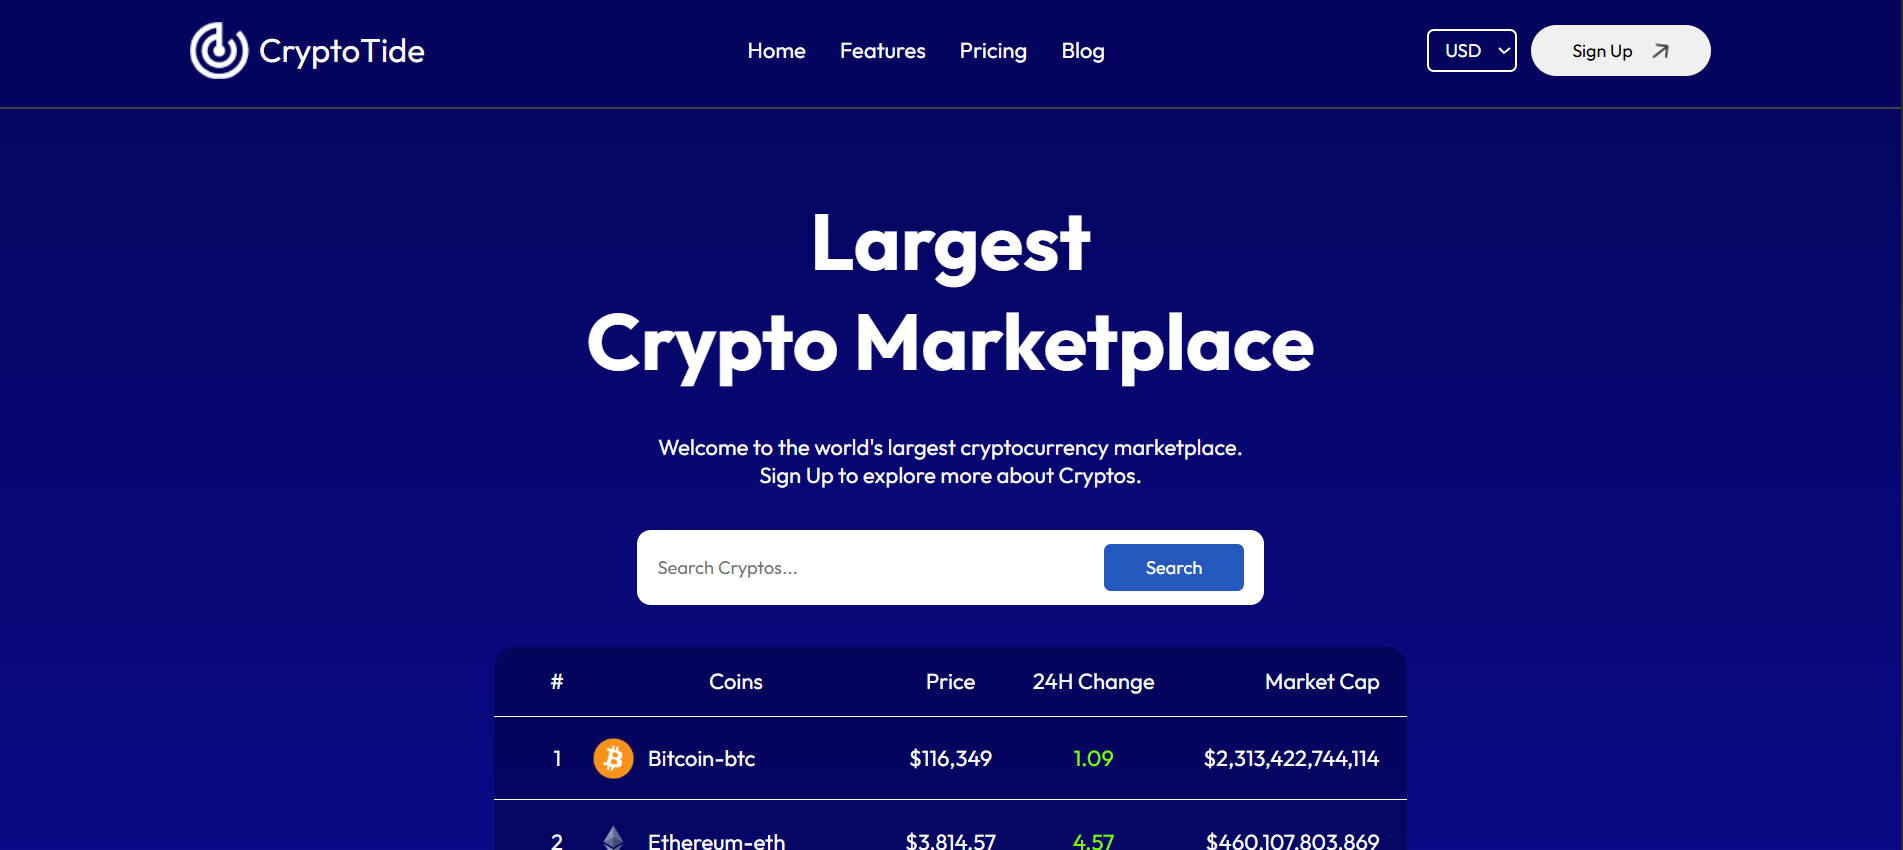 CryptoTide
Home Features Pricing Blog
USD
Sign Up
Largest
Crypto Marketplace
Welcome to the world's largest cryptocurrency marketplace.
Sign Up to explore more about Cryptos.
Search Cryptos...
Search
# Coins Price 24H Change Market Cap
1 Bitcoin-btc $116,349 1.09 $2,313,422,744,114
2 Ethereum-eth $3,814.57 4.57 $460,107,803,869